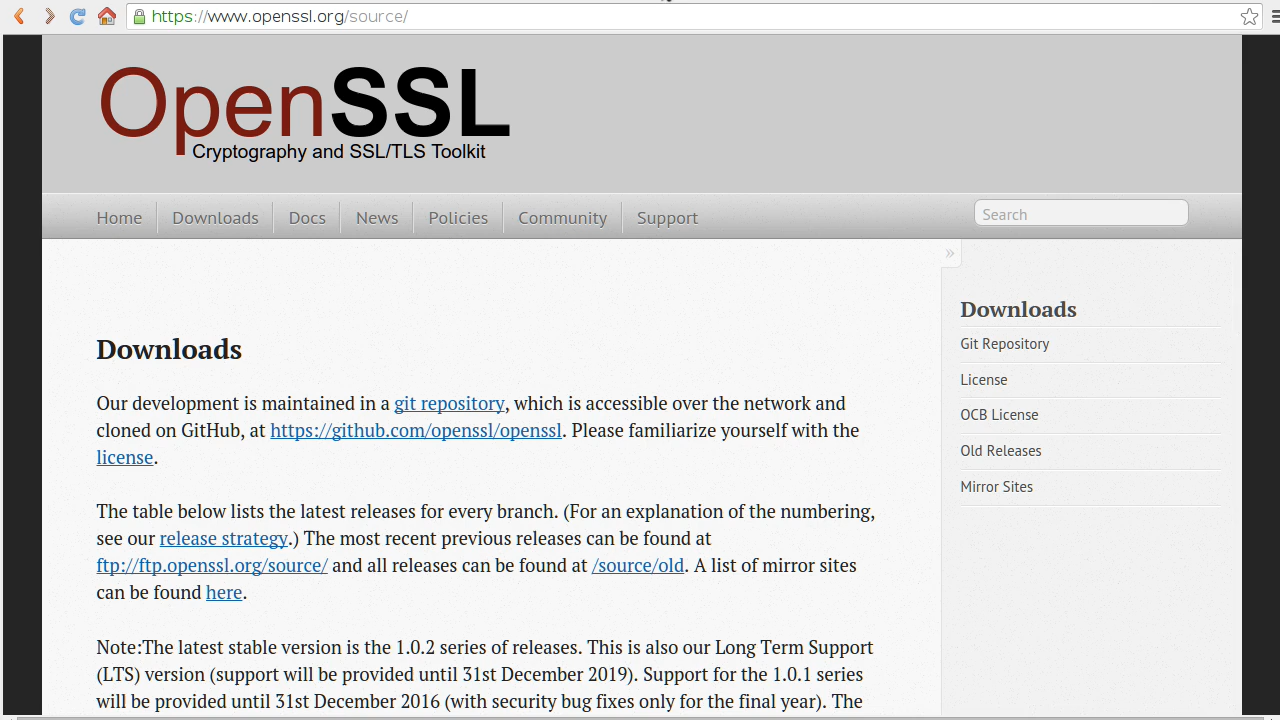 https://www.openssl.org/source/
OpenSSL
Cryptography and SSL/TLS Toolkit
Home Downloads Docs News Policies Community Support Search
»
Downloads
Our development is maintained in a git repository, which is accessible over the network and
cloned on GitHub, at https://github.com/openssl/openssl. Please familiarize yourself with the
license.
The table below lists the latest releases for every branch. (For an explanation of the numbering,
see our release strategy.) The most recent previous releases can be found at
ftp://ftp.openssl.org/source/ and all releases can be found at /source/old. A list of mirror sites
can be found here.
Note:The latest stable version is the 1.0.2 series of releases. This is also our Long Term Support
(LTS) version (support will be provided until 31st December 2019). Support for the 1.0.1 series
will be provided until 31st December 2016 (with security bug fixes only for the final year). The
Downloads
Git Repository
License
OCB License
Old Releases
Mirror Sites